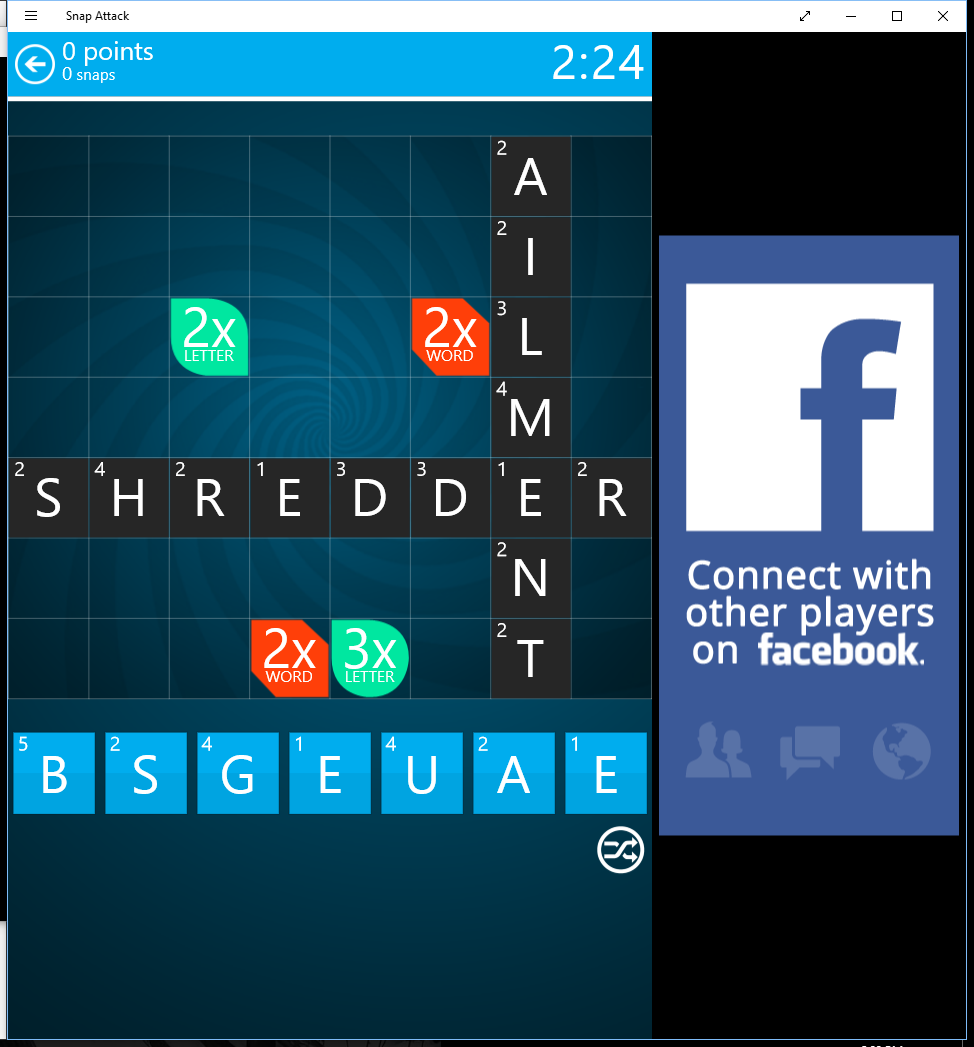 Snap Attack
0 points
0 snaps
2:24
2 A
2 I
2x LETTER
2x WORD
3 L
4 M
2 S 4 H 2 R 1 E 3 D 3 D 1 E 2 R
2 N
2x WORD
3x LETTER
2 T
5 B 2 S 4 G 1 E 4 U 2 A 1 E
f
Connect with
other players
on facebook.